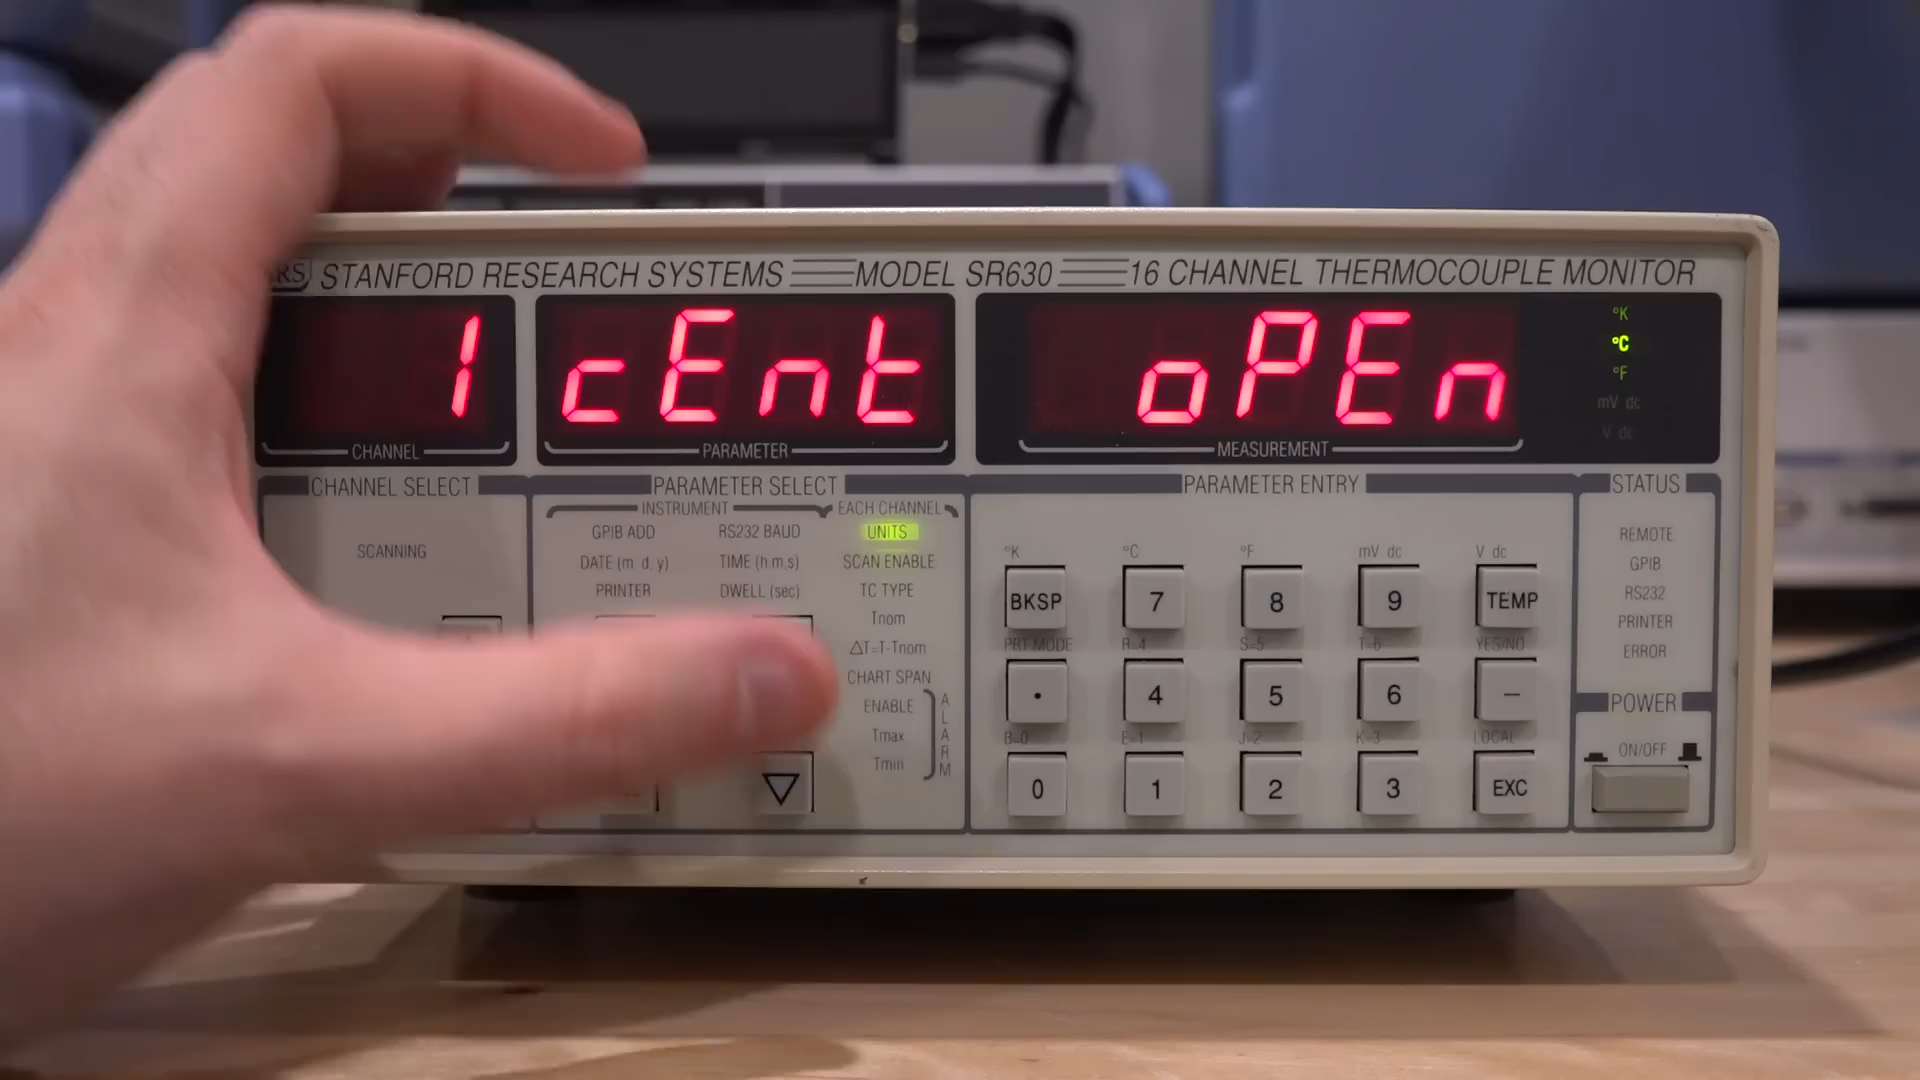 RS STANFORD RESEARCH SYSTEMS MODEL SR630 16 CHANNEL THERMOCOUPLE MONITOR
1 cEnt oPEn
°K
°C
°F
mV dc
V dc
CHANNEL PARAMETER MEASUREMENT
CHANNEL SELECT
SCANNING
PARAMETER SELECT
INSTRUMENT EACH CHANNEL
GPIB ADD RS232 BAUD UNITS
DATE (m. d. y) TIME (h.m.s) SCAN ENABLE
PRINTER DWELL (sec) TC TYPE
Tnom
△T=T-Tnom
CHART SPAN
ENABLE
Tmax
Tmin
ALARM
PARAMETER ENTRY
°K °C °F mV dc V dc
BKSP 7 8 9 TEMP
PRT MODE R-4 S-5 T-6 YES/NO
. 4 5 6 –
B-0 E-1 J-2 K-3 LOCAL
0 1 2 3 EXC
STATUS
REMOTE
GPIB
RS232
PRINTER
ERROR
POWER
ON/OFF